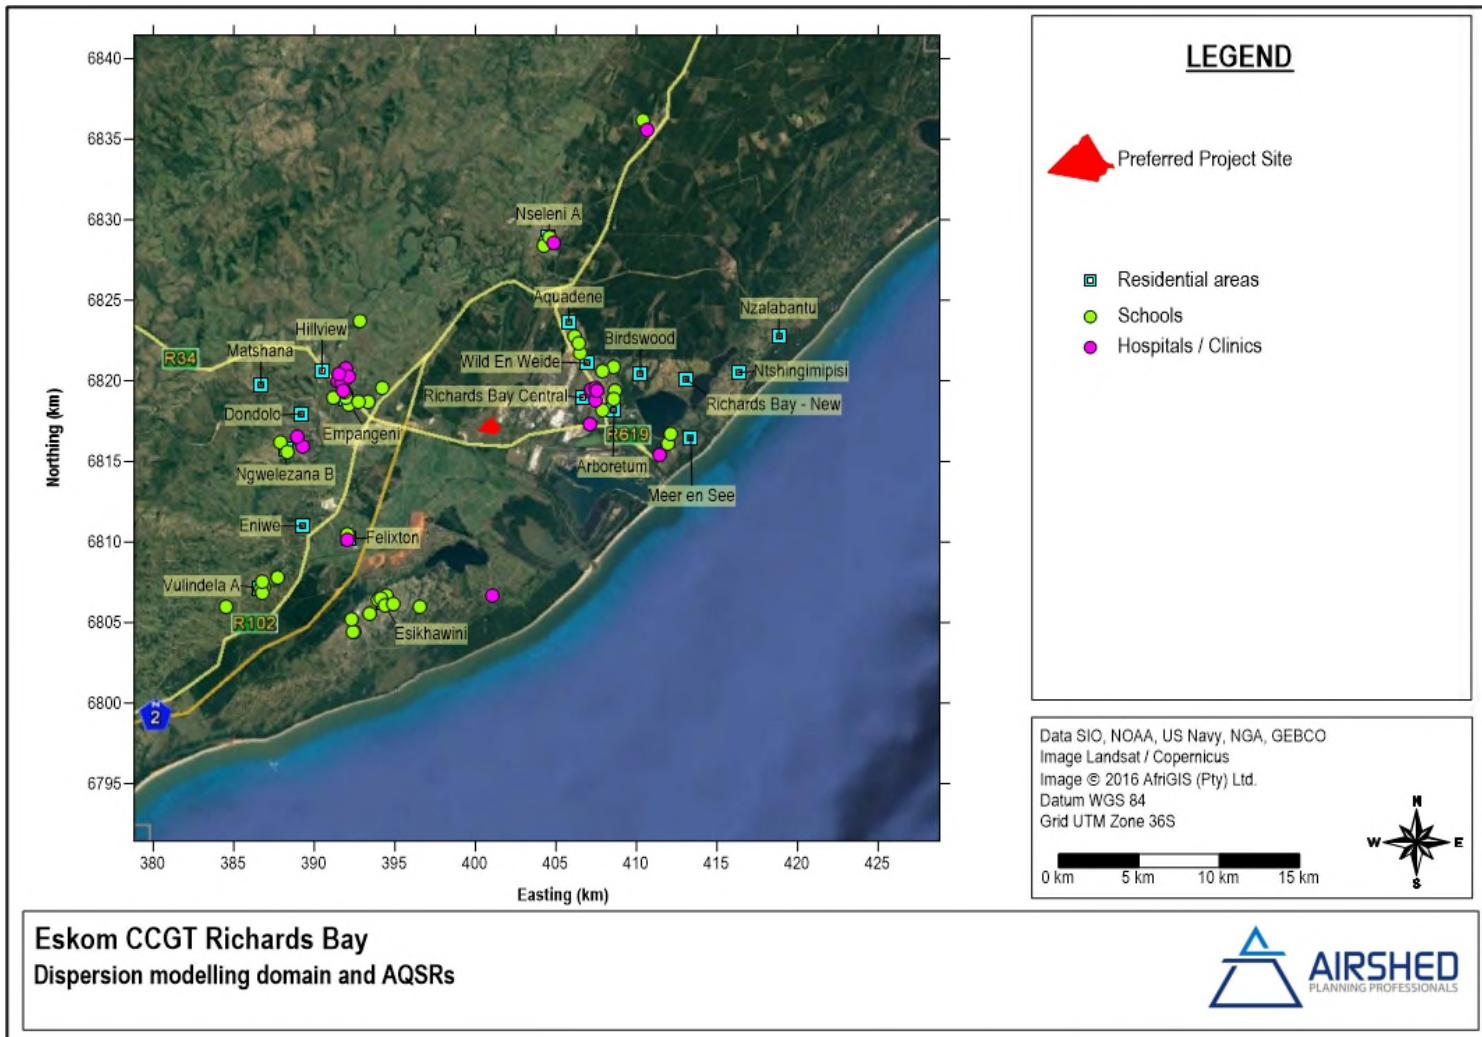 LEGEND
Preferred Project Site
Residential areas
Schools
Hospitals / Clinics
6840
6835
6830
6825
6820
6815
6810
6805
6800
6795
Northing (km)
380
385
390
395
400
405
410
415
420
425
Easting (km)
Nseleni A
Aquadene
Nzalabantu
Hillview
Birdswood
R34
Matshana
Wild En Weide
Ntshingimipisi
Richards Bay Central
Richards Bay - New
Dondolo
Empangeni
R619
Ngwelezana B
Arboretum
Meer en See
Eniwe
Felixton
Vulindela A
R102
Esikhawini
N
2
Data SIO, NOAA, US Navy, NGA, GEBCO
Image Landsat / Copernicus
Image © 2016 AfriGIS (Pty) Ltd.
Datum WGS 84
Grid UTM Zone 36S
0 km 5 km 10 km 15 km
N
W E
S
Eskom CCGT Richards Bay
Dispersion modelling domain and AQSRs
AIRSHED
PLANNING PROFESSIONALS